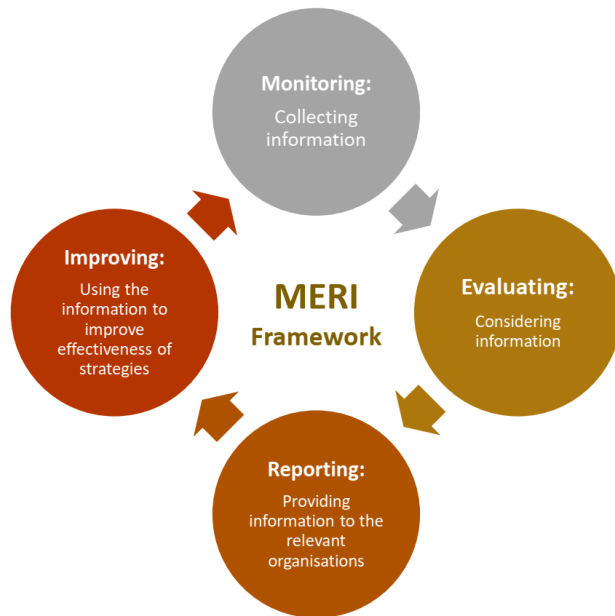 Monitoring:
Collecting
information
Evaluating:
Considering
information
Reporting:
Providing
information to the
relevant
organisations
Improving:
Using the
information to
improve
effectiveness of
strategies
MERI
Framework